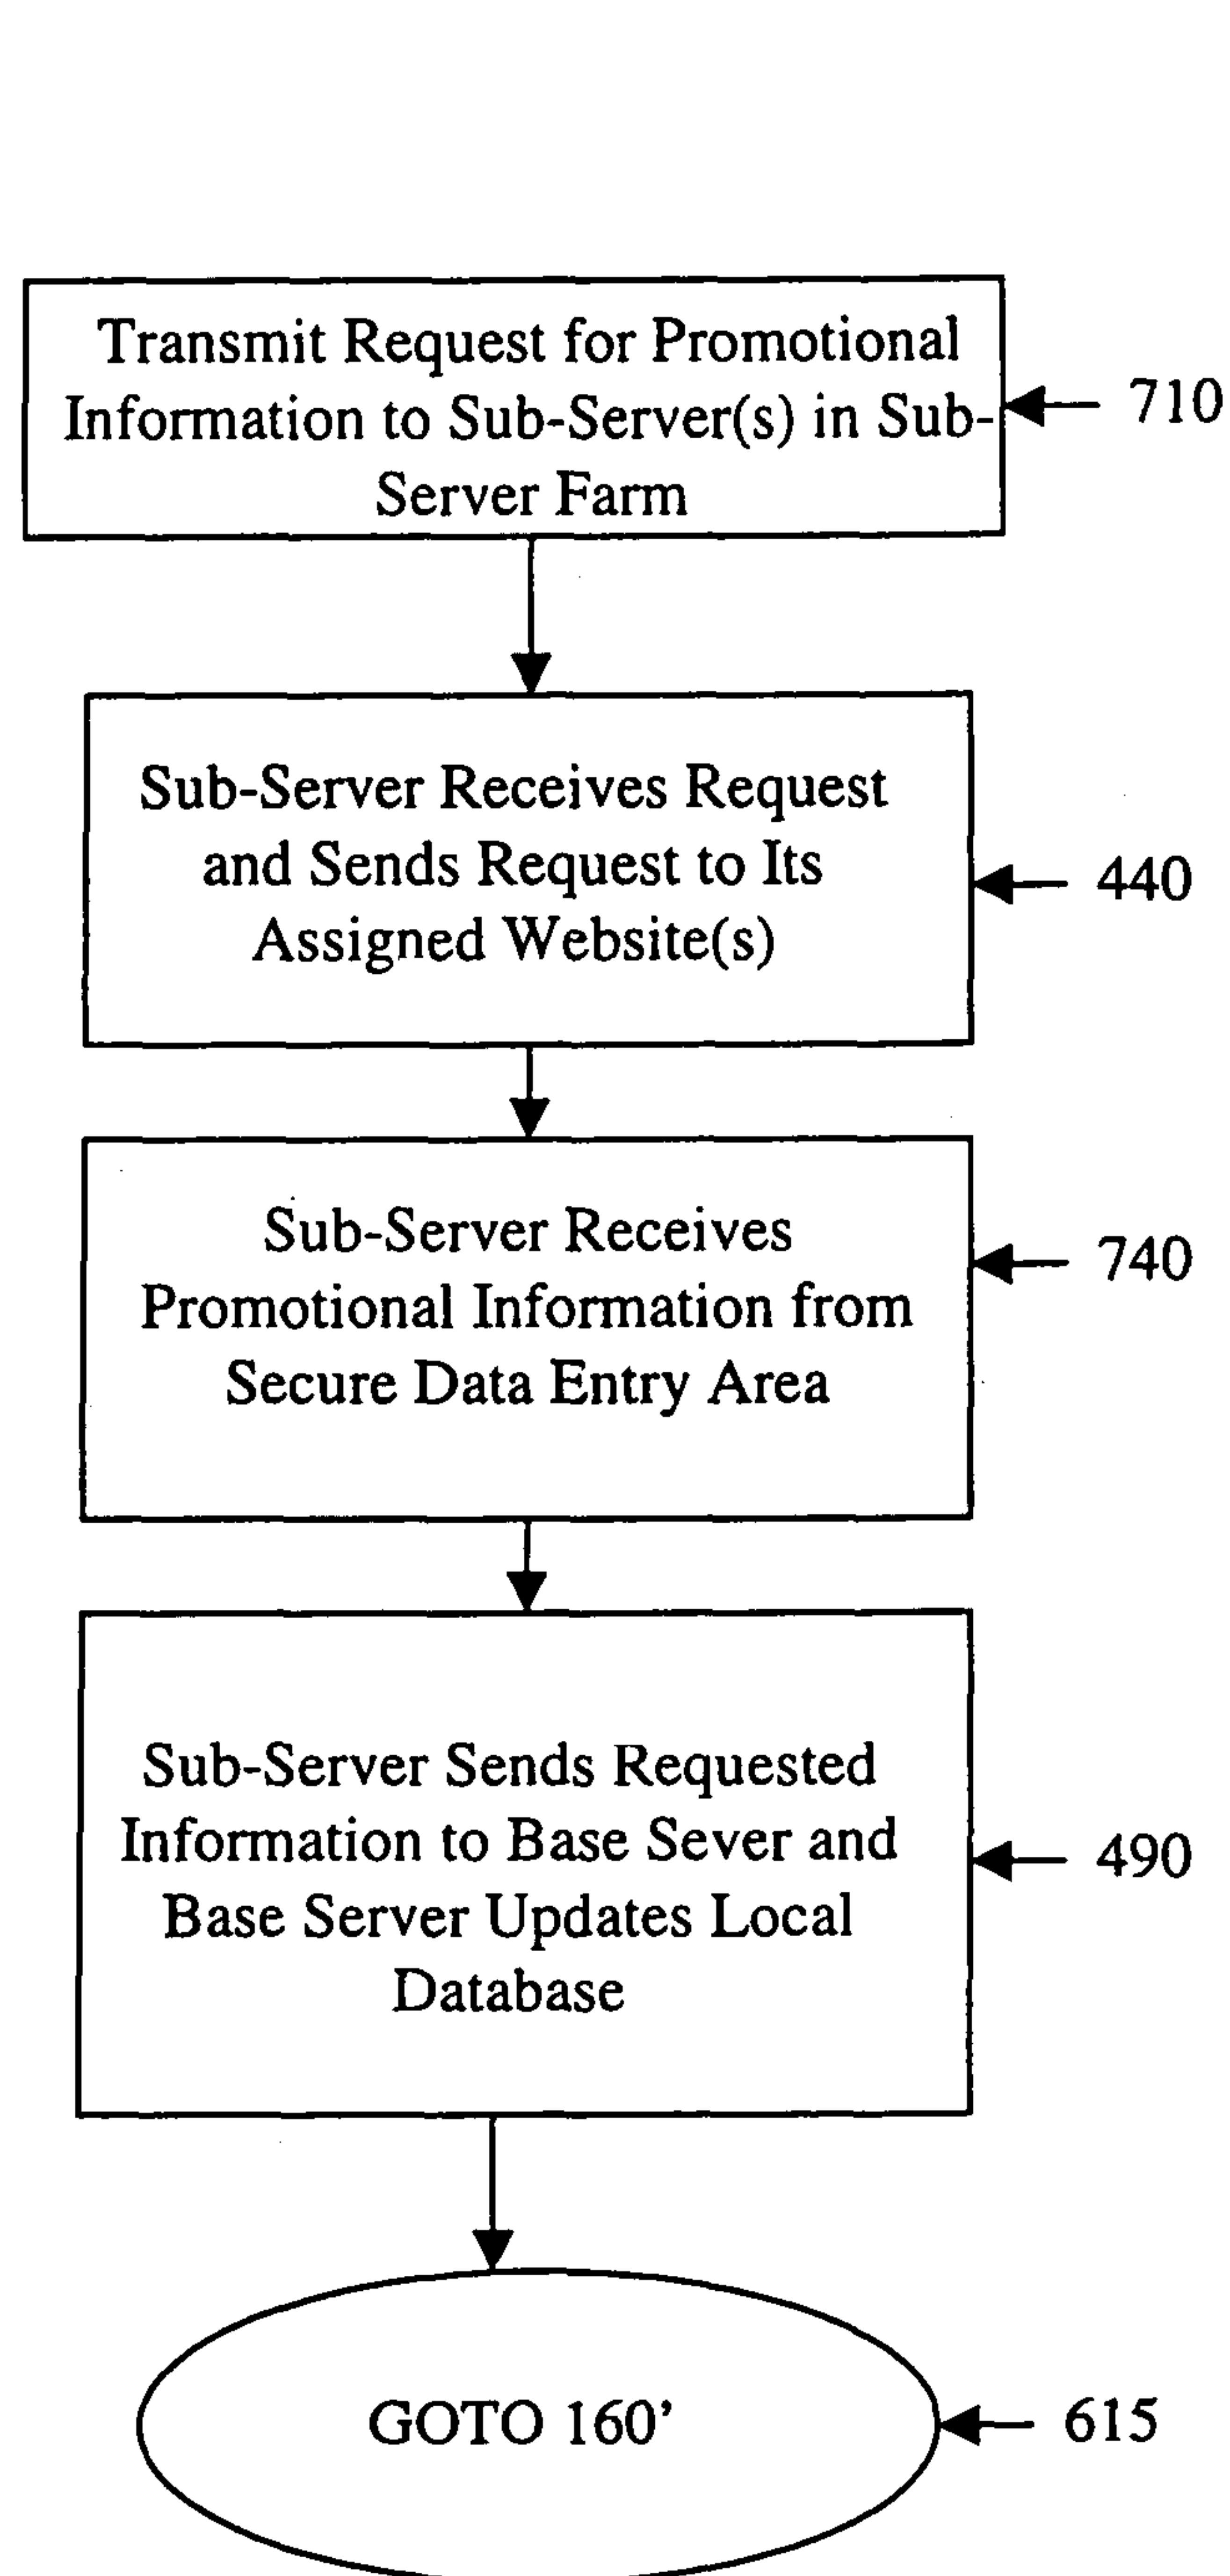 Transmit Request for Promotional
Information to Sub-Server(s) in Sub-
Server Farm
710
Sub-Server Receives Request
and Sends Request to Its
Assigned Website(s)
440
Sub-Server Receives
Promotional Information from
Secure Data Entry Area
740
Sub-Server Sends Requested
Information to Base Sever and
Base Server Updates Local
Database
490
GOTO 160’
615